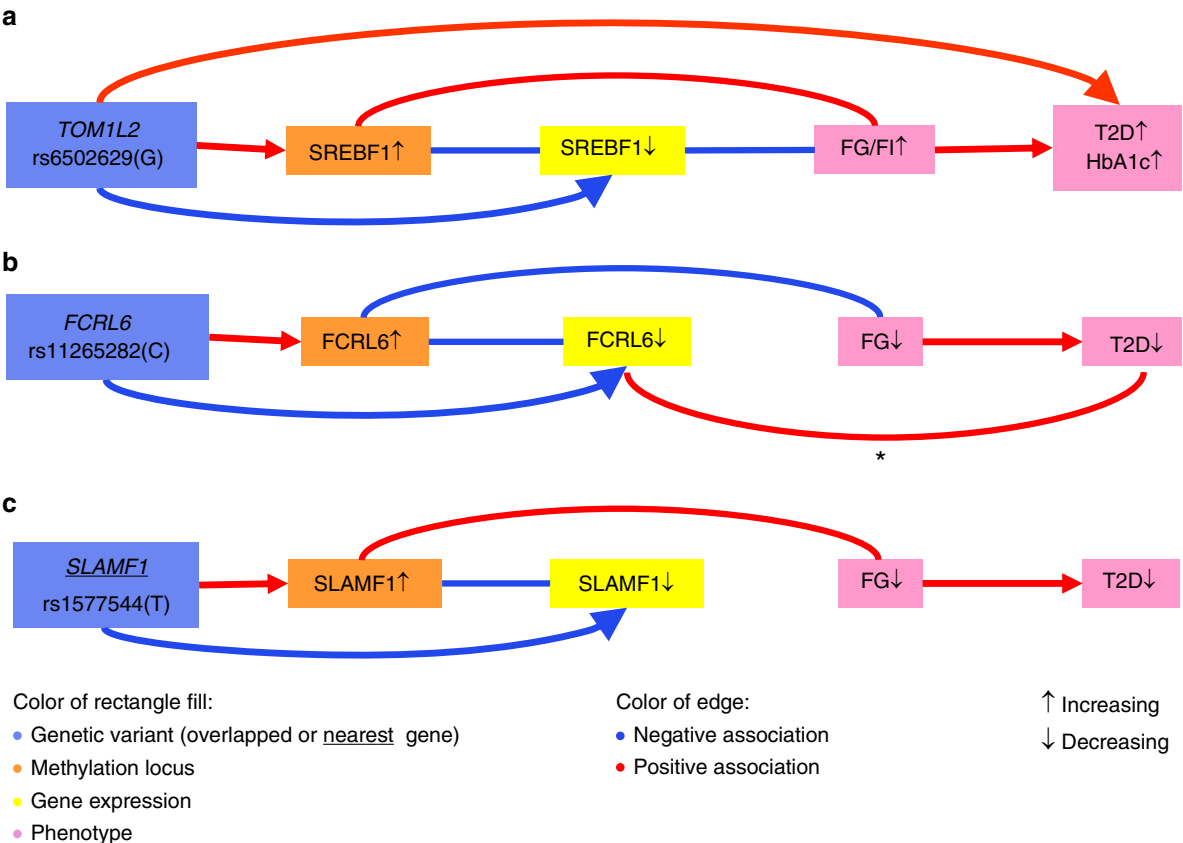 a
TOM1L2
rs6502629(G)
SREBF1↑
SREBF1↓
FG/FI↑
T2D↑
HbA1c↑
b
FCRL6
rs11265282(C)
FCRL6↑
FCRL6↓
FG↓
T2D↓
*
c
SLAMF1
rs1577544(T)
SLAMF1↑
SLAMF1↓
FG↓
T2D↓
Color of rectangle fill:
Genetic variant (overlapped or nearest gene)
Methylation locus
Gene expression
Phenotype
Color of edge:
Negative association
Positive association
↑ Increasing
↓ Decreasing